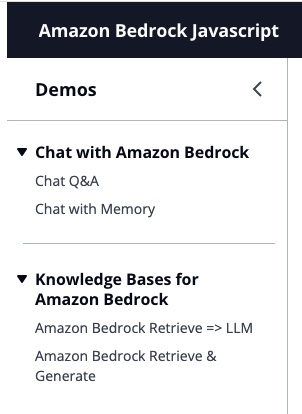 Amazon Bedrock Javascript
Demos
Chat with Amazon Bedrock
Chat Q&A
Chat with Memory
Knowledge Bases for
Amazon Bedrock
Amazon Bedrock Retrieve => LLM
Amazon Bedrock Retrieve &
Generate